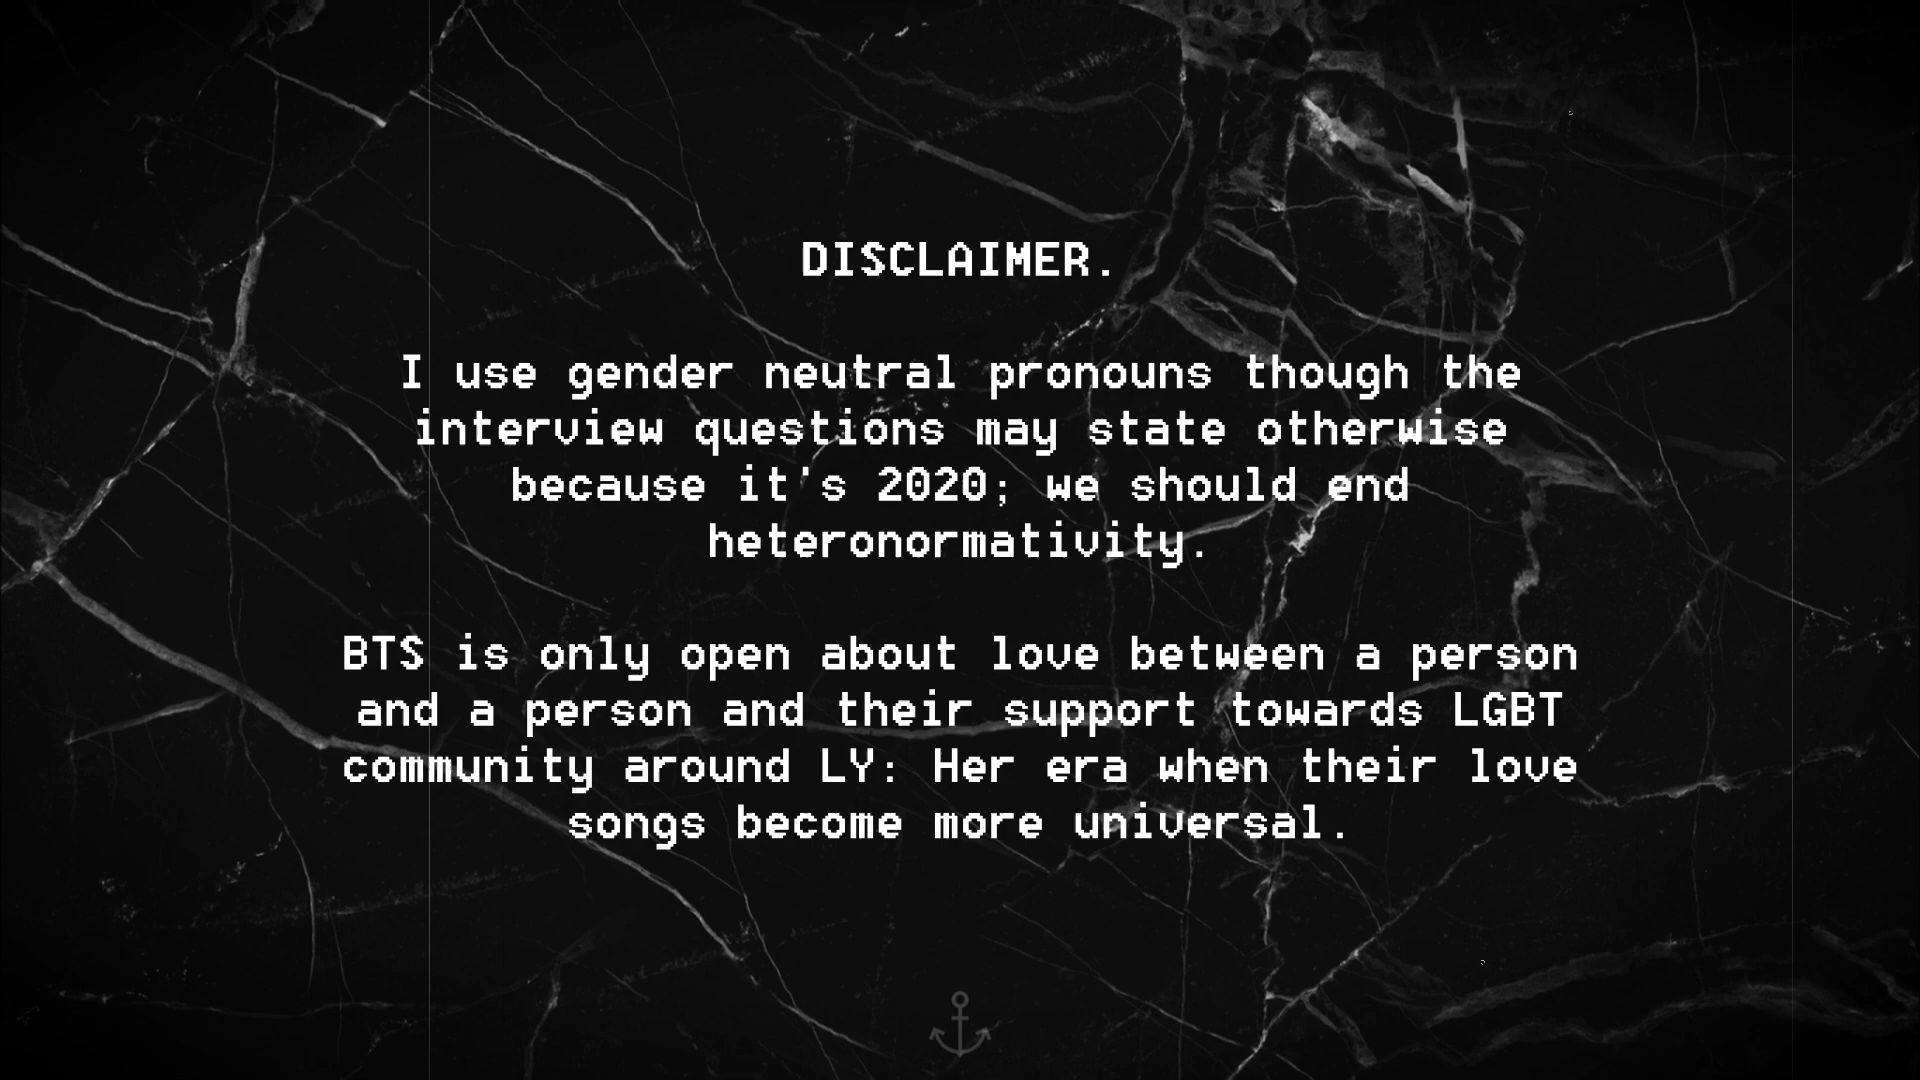 DISCLAIMER.
I use gender neutral pronouns though the
interview questions may state otherwise
because it's 2020; we should end
heteronormativity.
BTS is only open about love between a person
and a person and their support towards LGBT
community around LY: Her era when their love
songs become more universal.